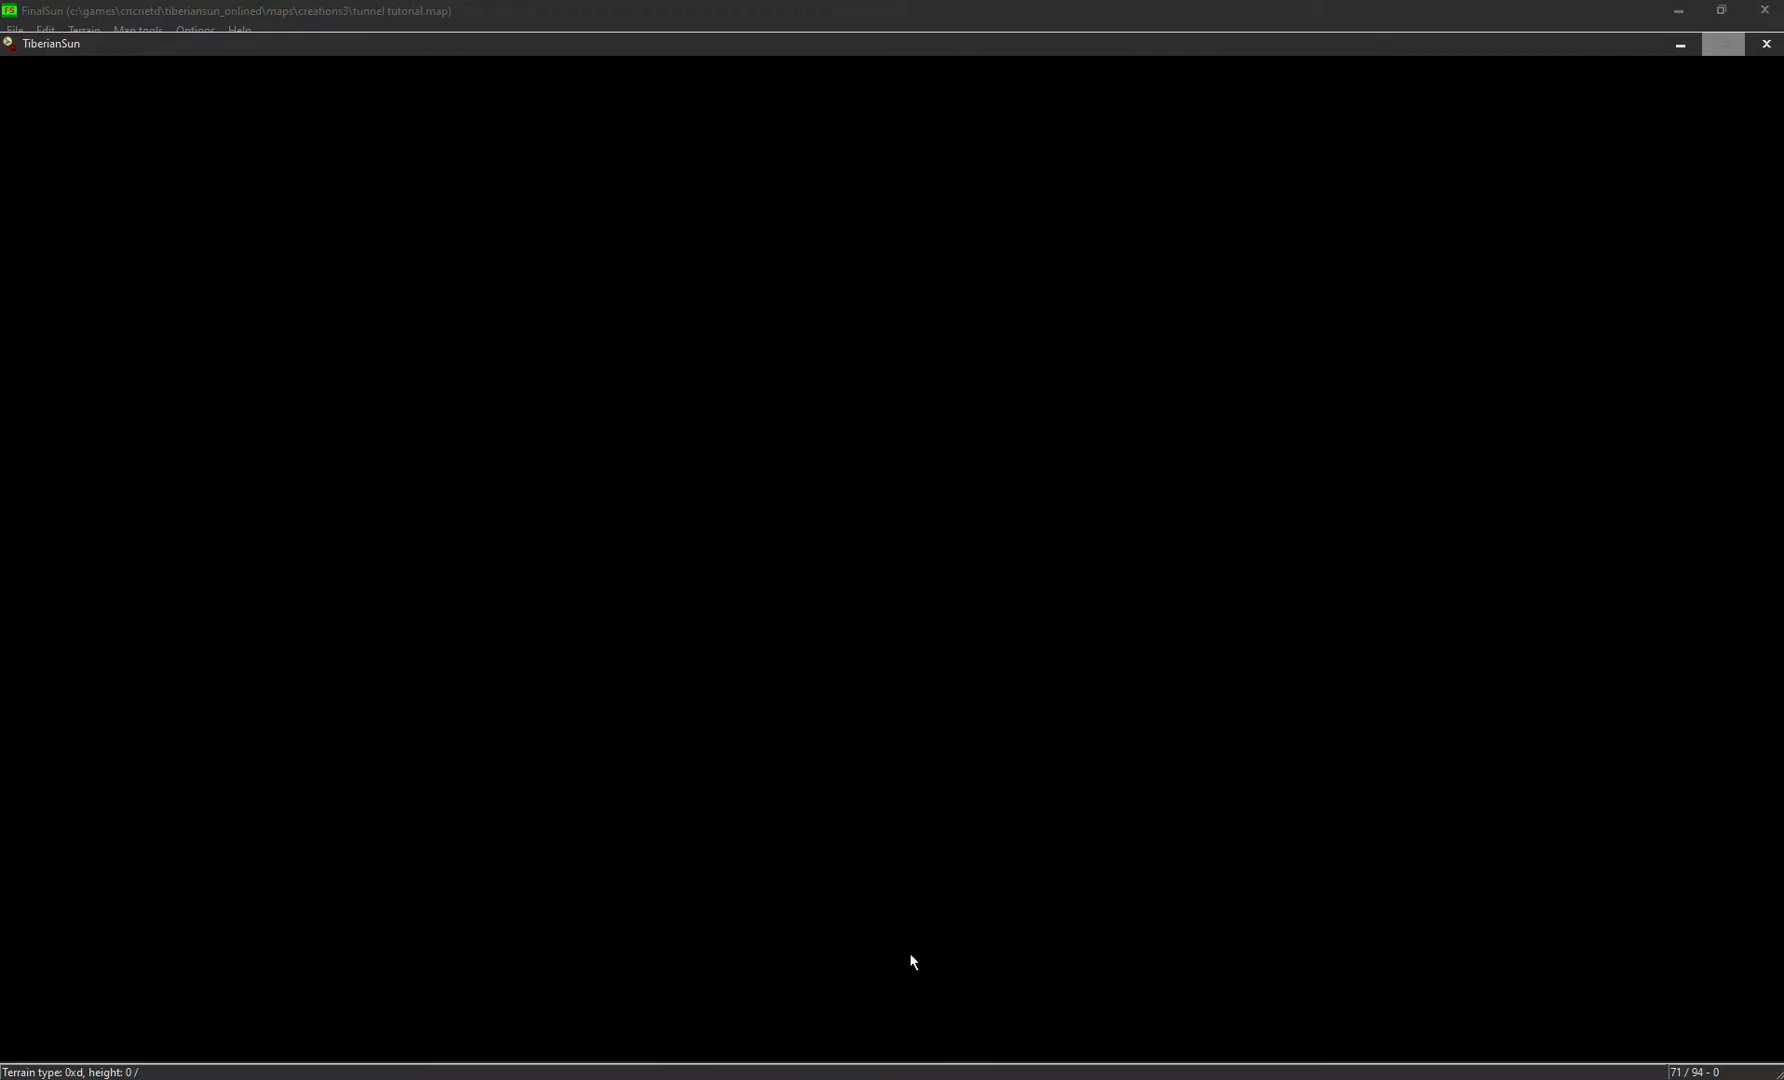 FS FinalSun (c:\games\cncnetd\tiberiansun_onlined\maps\creations3\tunnel tutorial.map)
File Edit Terrain Map tools Options Help
TiberianSun
Terrain type: 0xd, height: 0 /
71 / 94 - 0